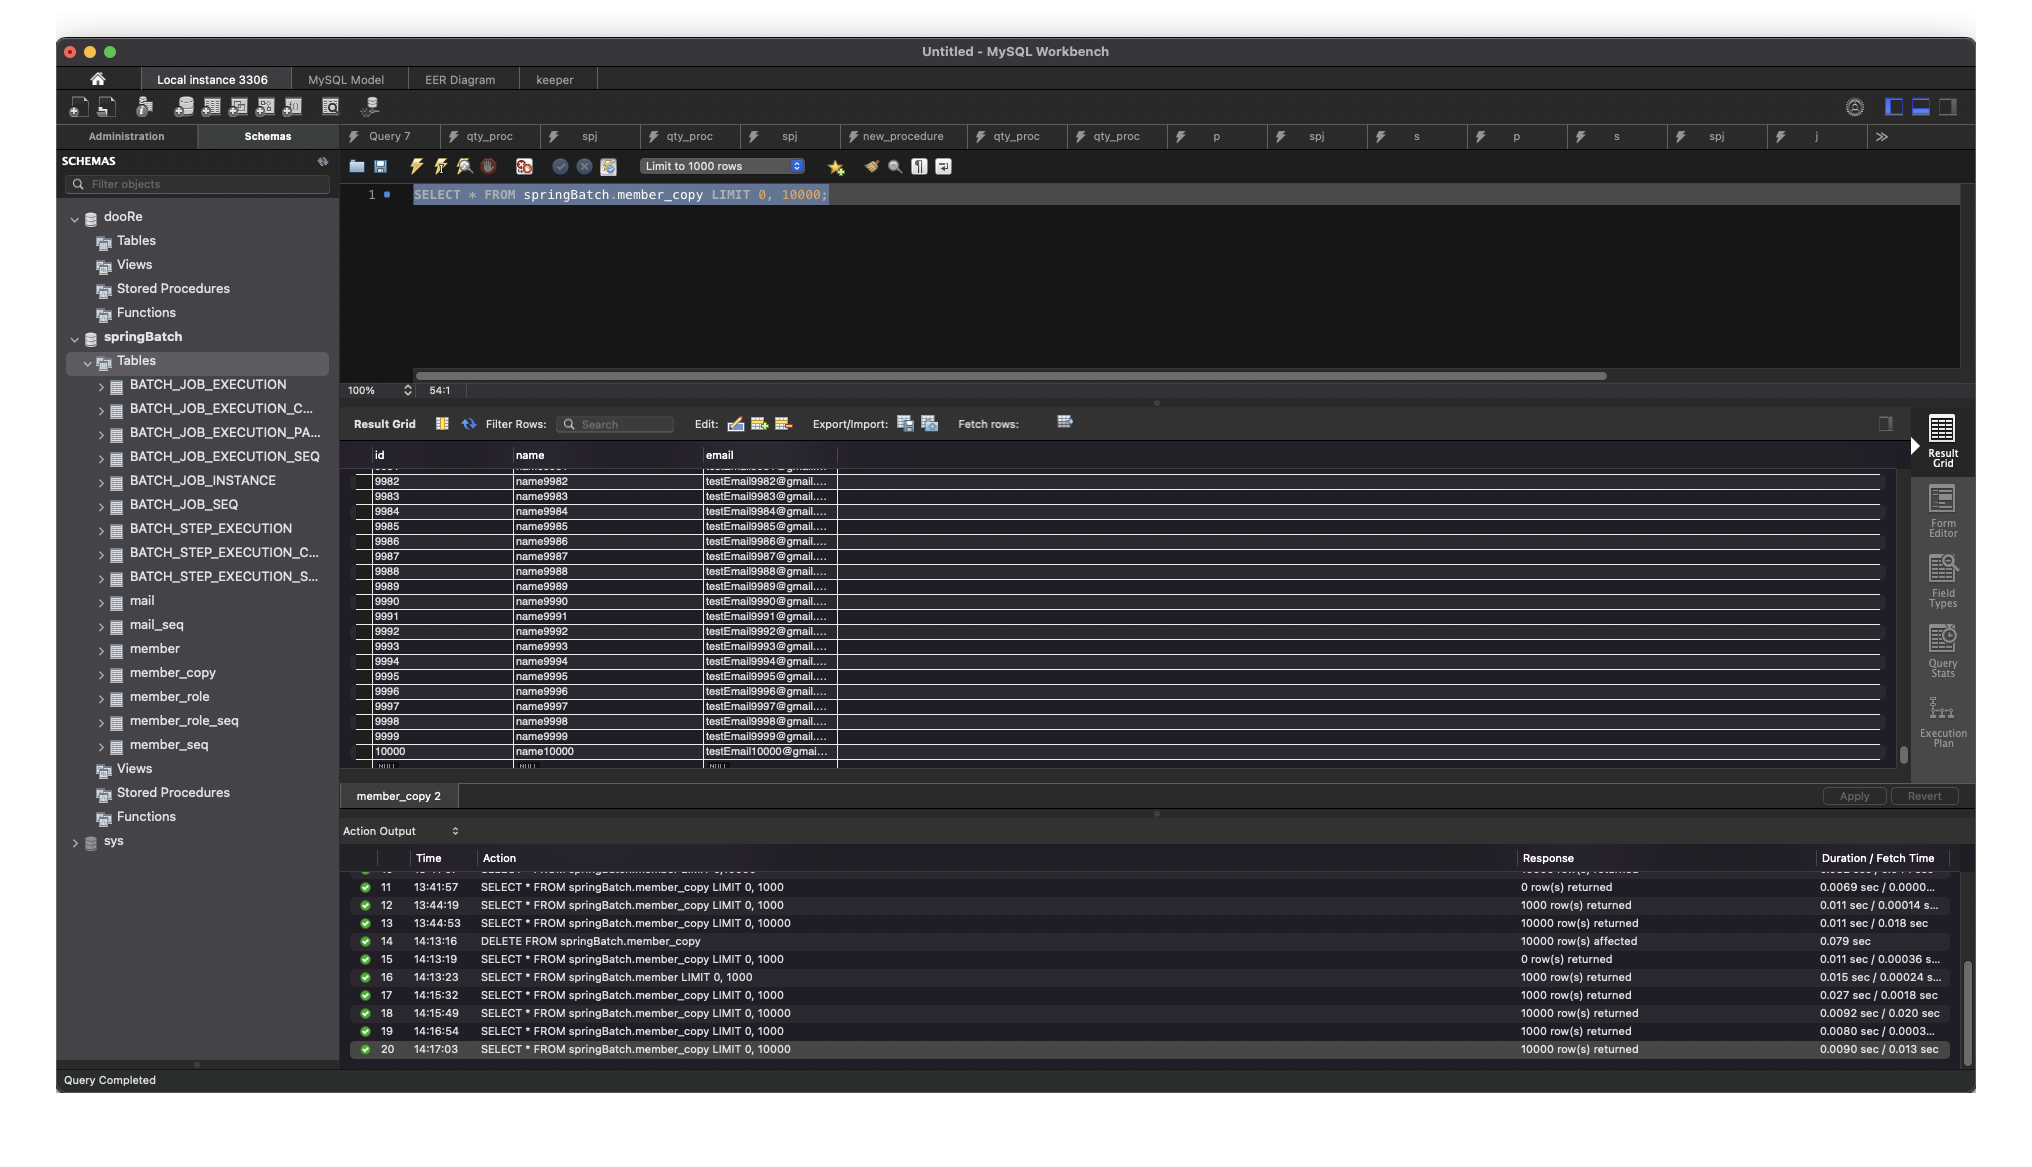 Untitled - MySQL Workbench
Local instance 3306 MySQL Model EER Diagram keeper
Administration Schemas
Query 7 qty_proc spj qty_proc spj new_procedure qty_proc qty_proc p spj s p s spj j
SCHEMAS
Filter objects
dooRe
Tables
Views
Stored Procedures
Functions
springBatch
Tables
BATCH_JOB_EXECUTION
BATCH_JOB_EXECUTION_C...
BATCH_JOB_EXECUTION_PA...
BATCH_JOB_EXECUTION_SEQ
BATCH_JOB_INSTANCE
BATCH_JOB_SEQ
BATCH_STEP_EXECUTION
BATCH_STEP_EXECUTION_C...
BATCH_STEP_EXECUTION_S...
mail
mail_seq
member
member_copy
member_role
member_role_seq
member_seq
Views
Stored Procedures
Functions
sys
Limit to 1000 rows
1 SELECT * FROM springBatch.member_copy LIMIT 0, 10000;
100% 54:1
Result Grid Filter Rows: Search Edit: Export/Import: Fetch rows:
id name email
9982 name9982 testEmail9982@gmail....
9983 name9983 testEmail9983@gmail....
9984 name9984 testEmail9984@gmail....
9985 name9985 testEmail9985@gmail....
9986 name9986 testEmail9986@gmail....
9987 name9987 testEmail9987@gmail....
9988 name9988 testEmail9988@gmail....
9989 name9989 testEmail9989@gmail....
9990 name9990 testEmail9990@gmail....
9991 name9991 testEmail9991@gmail....
9992 name9992 testEmail9992@gmail....
9993 name9993 testEmail9993@gmail....
9994 name9994 testEmail9994@gmail....
9995 name9995 testEmail9995@gmail....
9996 name9996 testEmail9996@gmail....
9997 name9997 testEmail9997@gmail....
9998 name9998 testEmail9998@gmail....
9999 name9999 testEmail9999@gmail....
10000 name10000 testEmail10000@gmai...
NULL NULL NULL
Result Grid
Form Editor
Field Types
Query Stats
Execution Plan
member_copy 2 Apply Revert
Action Output
Time Action Response Duration / Fetch Time
11 13:41:57 SELECT * FROM springBatch.member_copy LIMIT 0, 1000 0 row(s) returned 0.0069 sec / 0.0000...
12 13:44:19 SELECT * FROM springBatch.member_copy LIMIT 0, 1000 1000 row(s) returned 0.011 sec / 0.00014 s...
13 13:44:53 SELECT * FROM springBatch.member_copy LIMIT 0, 10000 10000 row(s) returned 0.011 sec / 0.018 sec
14 14:13:16 DELETE FROM springBatch.member_copy 10000 row(s) affected 0.079 sec
15 14:13:19 SELECT * FROM springBatch.member_copy LIMIT 0, 1000 0 row(s) returned 0.011 sec / 0.00036 s...
16 14:13:23 SELECT * FROM springBatch.member LIMIT 0, 1000 1000 row(s) returned 0.015 sec / 0.00024 s...
17 14:15:32 SELECT * FROM springBatch.member_copy LIMIT 0, 1000 1000 row(s) returned 0.027 sec / 0.0018 sec
18 14:15:49 SELECT * FROM springBatch.member_copy LIMIT 0, 10000 10000 row(s) returned 0.0092 sec / 0.020 sec
19 14:16:54 SELECT * FROM springBatch.member_copy LIMIT 0, 1000 1000 row(s) returned 0.0080 sec / 0.0003...
20 14:17:03 SELECT * FROM springBatch.member_copy LIMIT 0, 10000 10000 row(s) returned 0.0090 sec / 0.013 sec
Query Completed